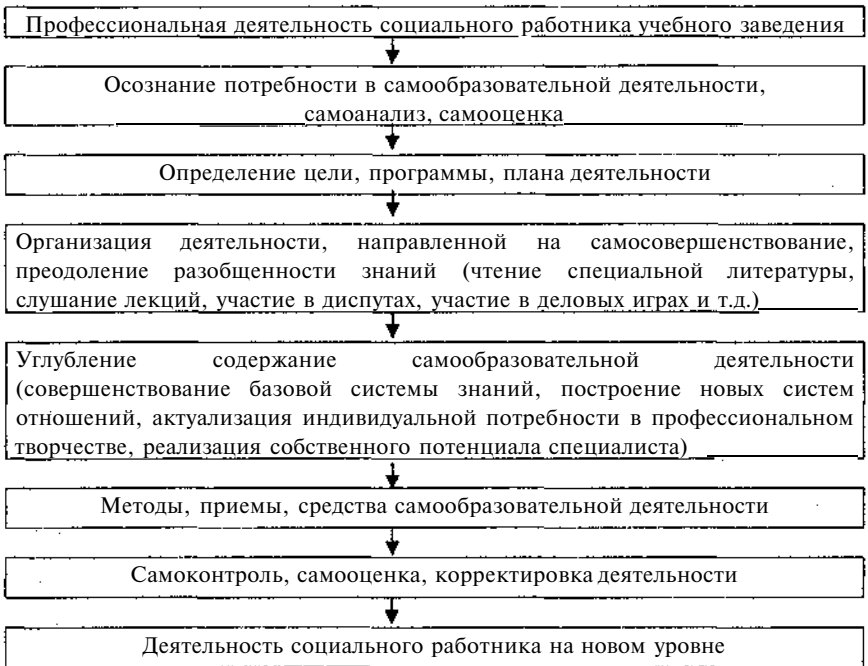 Профессиональная деятельность социального работника учебного заведения
Осознание потребности в самообразовательной деятельности,
самоанализ, самооценка
Определение цели, программы, плана деятельности
Организация деятельности, направленной на самосовершенствование,
преодоление разобщенности знаний (чтение специальной литературы,
слушание лекций, участие в диспутах, участие в деловых играх и т.д.)
Углубление содержание самообразовательной деятельности
(совершенствование базовой системы знаний, построение новых систем
отношений, актуализация индивидуальной потребности в профессиональном
творчестве, реализация собственного потенциала специалиста)
Методы, приемы, средства самообразовательной деятельности
Самоконтроль, самооценка, корректировка деятельности
Деятельность социального работника на новом уровне